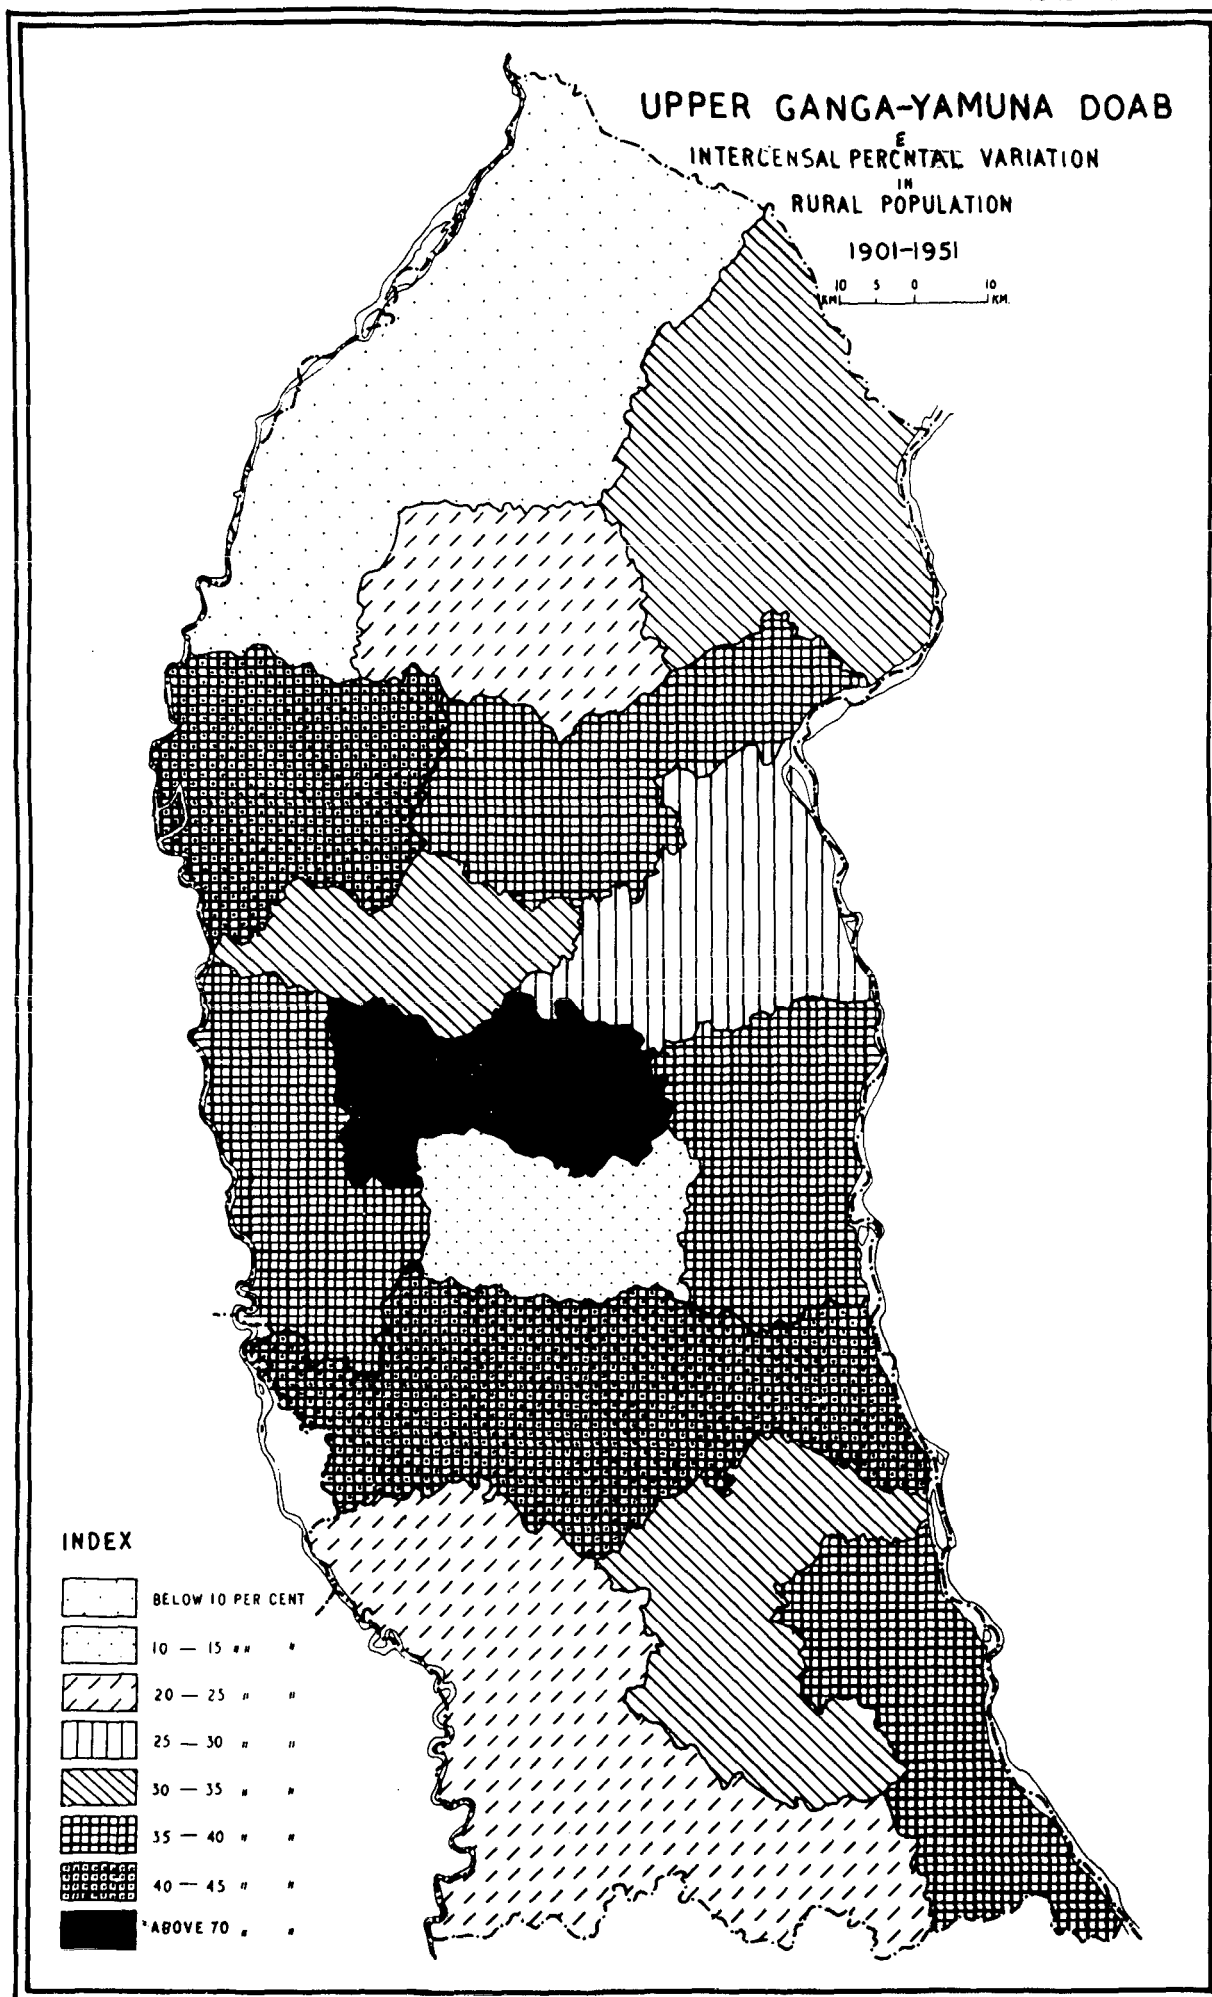 UPPER GANGA-YAMUNA DOAB
E
INTERCENSAL PERCNTAL VARIATION
IN
RURAL POPULATION
1901-1951
KM 10 5 0 10 KM.
INDEX
BELOW 10 PER CENT
10 — 15 " "
20 — 25 " "
25 — 30 " "
30 — 35 " "
35 — 40 " "
40 — 45 " "
ABOVE 70 " "